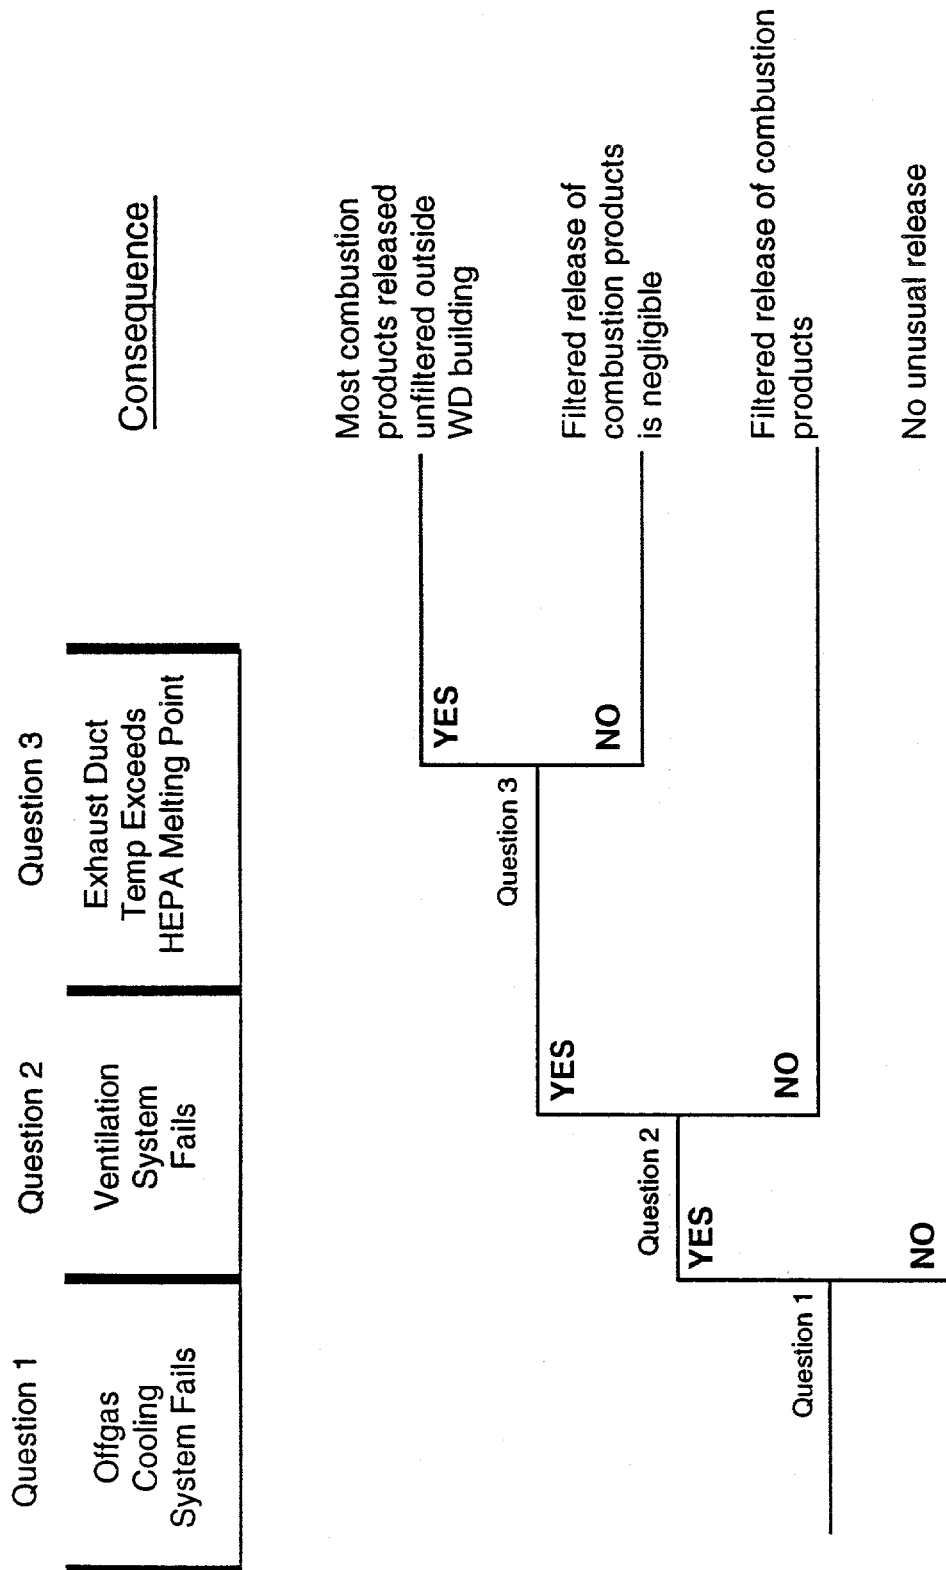 Question 1
Question 2
Question 3
Offgas
Cooling
System Fails
Ventilation
System
Fails
Exhaust Duct
Temp Exceeds
HEPA Melting Point
Consequence
Most combustion
products released
unfiltered outside
WD building
YES
Question 3
Filtered release of
combustion products
is negligible
NO
YES
Question 2
Filtered release of combustion
products
NO
YES
Question 1
No unusual release
NO